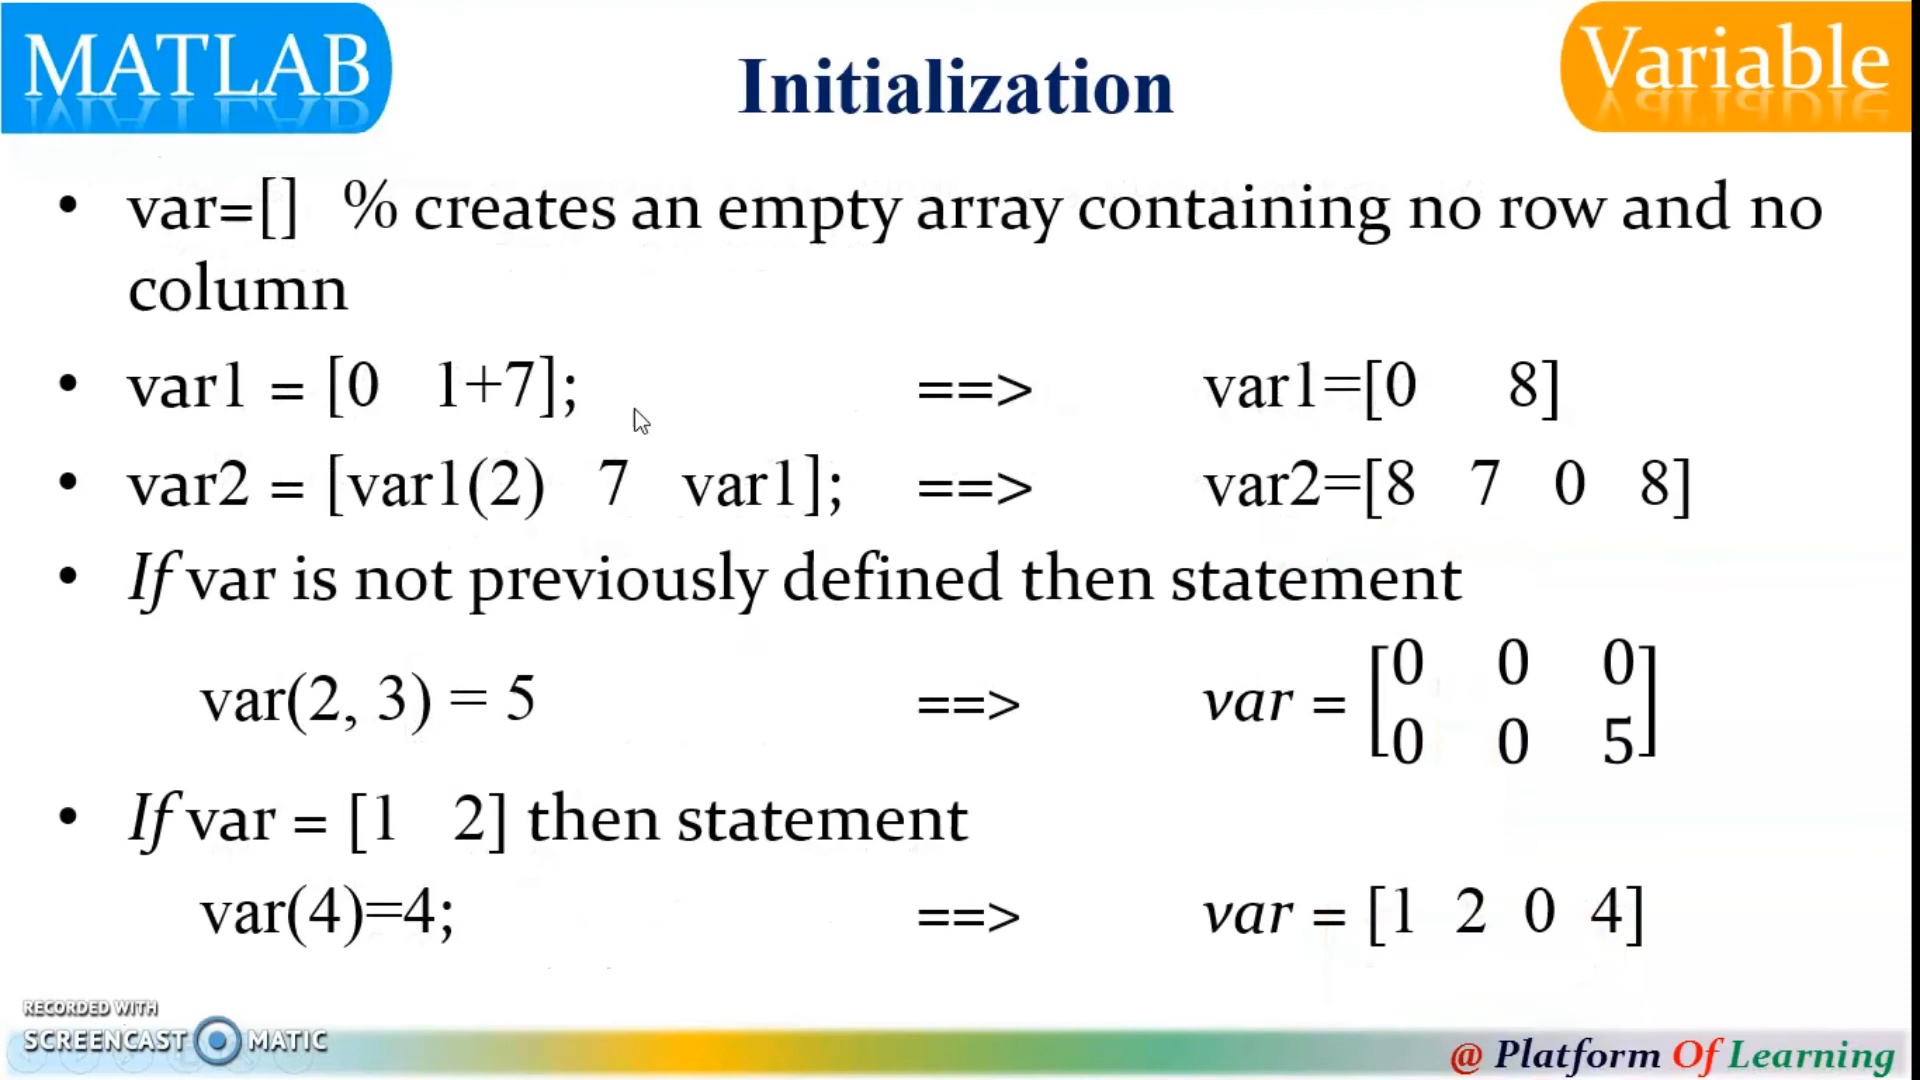 MATLAB
Initialization
Variable
• var=[] % creates an empty array containing no row and no
column
• var1 = [0 1+7]; ==> var1=[0 8]
• var2 = [var1(2) 7 var1]; ==> var2=[8 7 0 8]
• If var is not previously defined then statement
var(2, 3) = 5 ==> var = [0 0 0
0 0 5]
• If var = [1 2] then statement
var(4)=4; ==> var = [1 2 0 4]
RECORDED WITH
SCREENCAST MATIC
@ Platform Of Learning